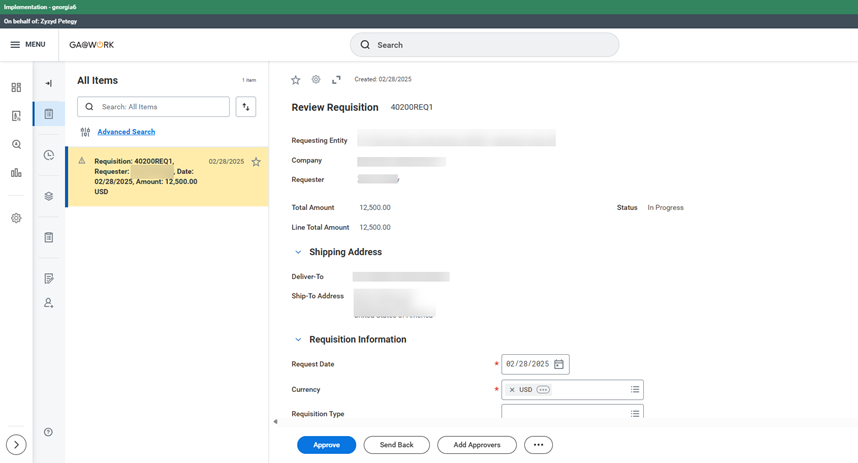 Implementation - georgia6
On behalf of: Zyzyd Petegy
MENU
GA@WORK
Search
All Items
1 item
Search: All Items
Advanced Search
Requisition: 40200REQ1,
Requester:
Date:
02/28/2025, Amount: 12,500.00
USD
02/28/2025
Created: 02/28/2025
Review Requisition 40200REQ1
Requesting Entity
Company
Requester
Total Amount 12,500.00
Status In Progress
Line Total Amount 12,500.00
Shipping Address
Deliver-To
Ship-To Address
United States of America
Requisition Information
Request Date * 02/28/2025
Currency * × USD
Requisition Type
Approve
Send Back
Add Approvers